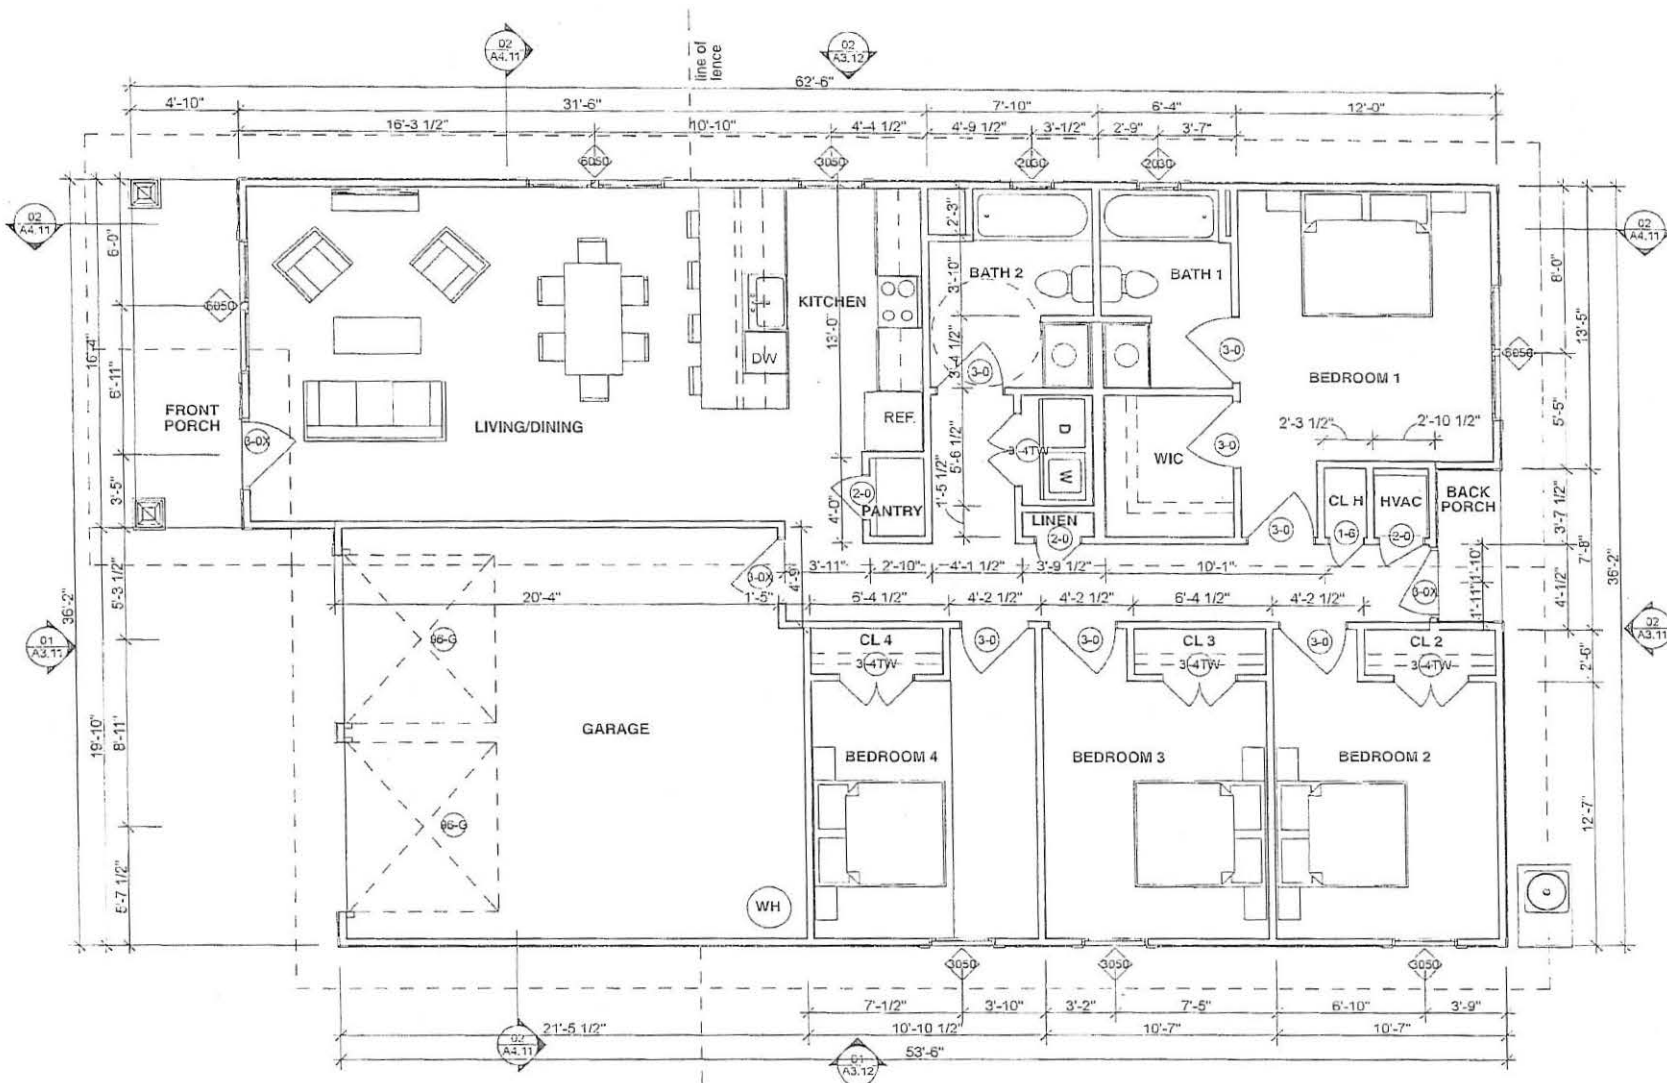 02
A4.11
line of
fence
02
A3.12
62'-6"
4'-10"
31'-6"
7'-10"
6'-4"
12'-0"
16'-3 1/2"
10'-10"
4'-4 1/2"
4'-9 1/2"
3'-1/2"
2'-9"
3'-7"
6050
3050
2030
2030
02
A4.11
02
A4.11
6'-0"
2'-3"
8'-0"
BATH 2
BATH 1
3'-10"
KITCHEN
6050
13'-0"
13'-5"
16'-4"
DW
3'-4 1/2"
3-0
3-0
6050
BEDROOM 1
6'-11"
FRONT
PORCH
REF.
LIVING/DINING
3-0X
D
3-4TW
W
WIC
3-0
2'-3 1/2"
2'-10 1/2"
5'-5"
5'-6 1/2"
1'-5 1/2"
3'-5"
2-0
PANTRY
4'-0"
LINEN
2-0
3-0
CL H
1-6
HVAC
2-0
BACK
PORCH
3'-7 1/2"
7'-8"
36'-2"
36'-2"
5'-3 1/2"
3-0X
4'-9"
3'-11"
2'-10"
4'-1 1/2"
3'-9 1/2"
10'-1"
1'-10"
3-0X
1'-11"
4'-1/2"
20'-4"
1'-5"
6'-4 1/2"
4'-2 1/2"
4'-2 1/2"
6'-4 1/2"
4'-2 1/2"
01
A3.11
02
A3.11
96-G
CL 4
3-4TW
3-0
3-0
CL 3
3-4TW
3-0
CL 2
3-4TW
2'-6"
19'-10"
8'-11"
GARAGE
BEDROOM 4
BEDROOM 3
BEDROOM 2
96-G
12'-7"
5'-7 1/2"
WH
3050
3050
3050
7'-1/2"
3'-10"
3'-2"
7'-5"
6'-10"
3'-9"
21'-5 1/2"
10'-10 1/2"
10'-7"
10'-7"
02
A4.11
53'-6"
01
A3.12